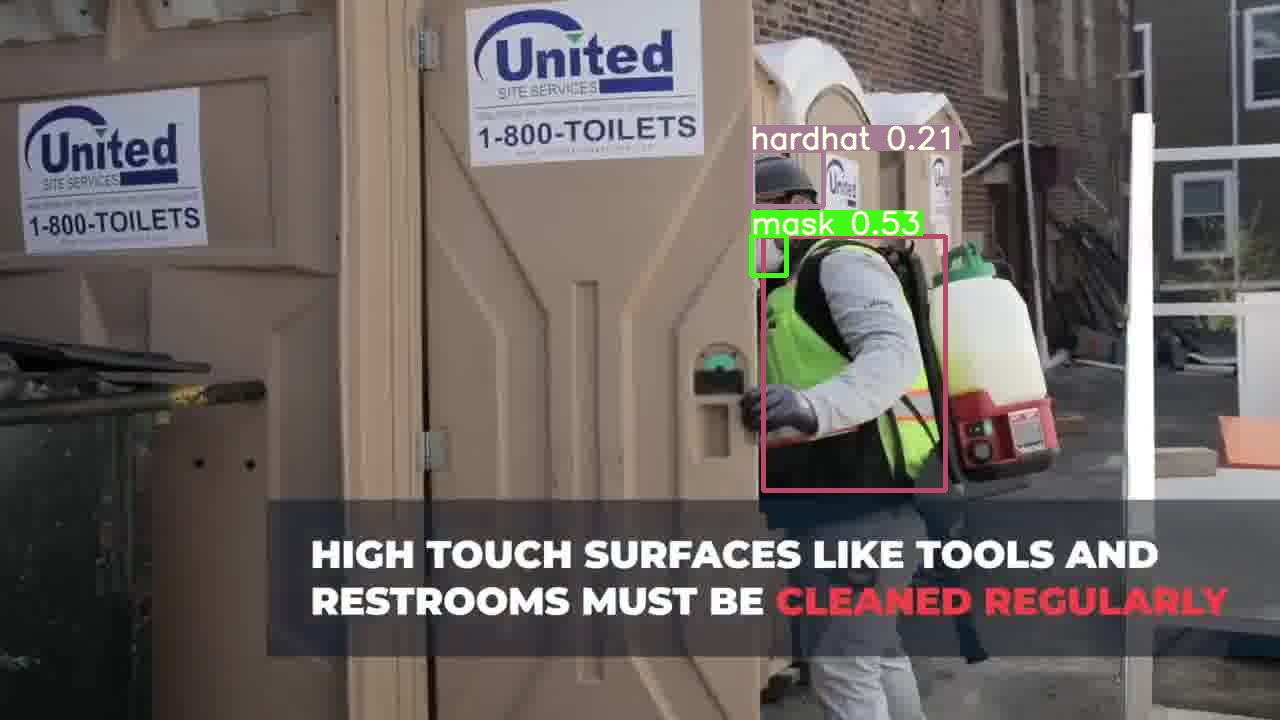 United
SITE SERVICES
1-800-TOILETS
United
SITE SERVICES
1-800-TOILETS
hardhat 0.21
United
mask 0.53
HIGH TOUCH SURFACES LIKE TOOLS AND
RESTROOMS MUST BE CLEANED REGULARLY